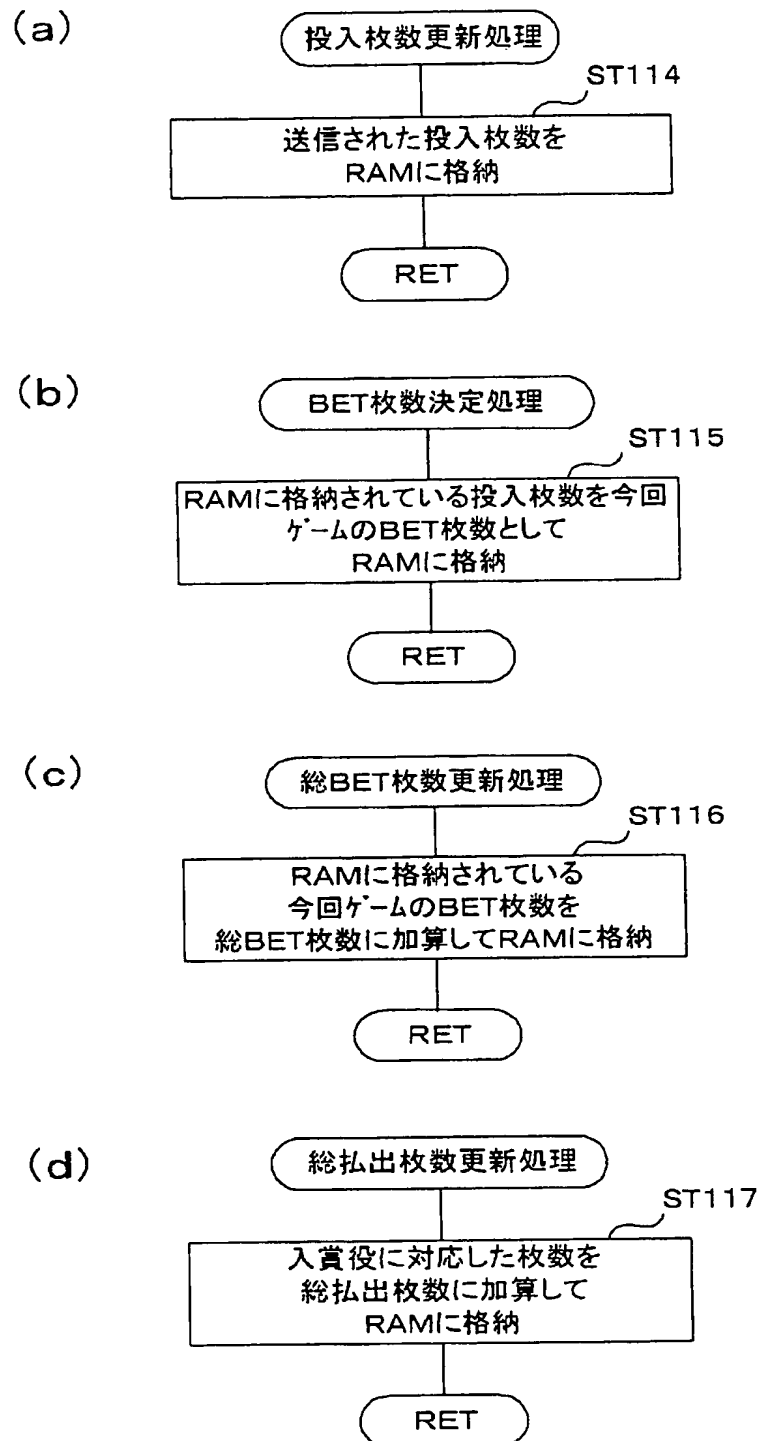 (a)
投入枚数更新処理
ST114
送信された投入枚数を
RAMに格納
RET
(b)
BET枚数決定処理
ST115
RAMに格納されている投入枚数を今回
ゲームのBET枚数として
RAMに格納
RET
(c)
総BET枚数更新処理
ST116
RAMに格納されている
今回ゲームのBET枚数を
総BET枚数に加算してRAMに格納
RET
(d)
総払出枚数更新処理
ST117
入賞役に対応した枚数を
総払出枚数に加算して
RAMに格納
RET